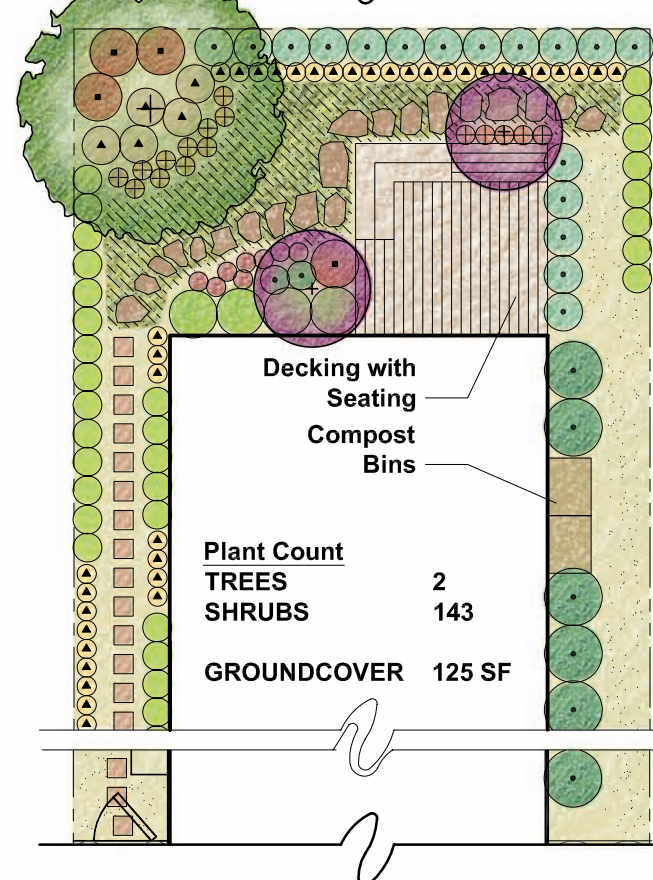 Decking with
Seating
Compost
Bins
Plant Count
TREES 2
SHRUBS 143
GROUNDCOVER 125 SF